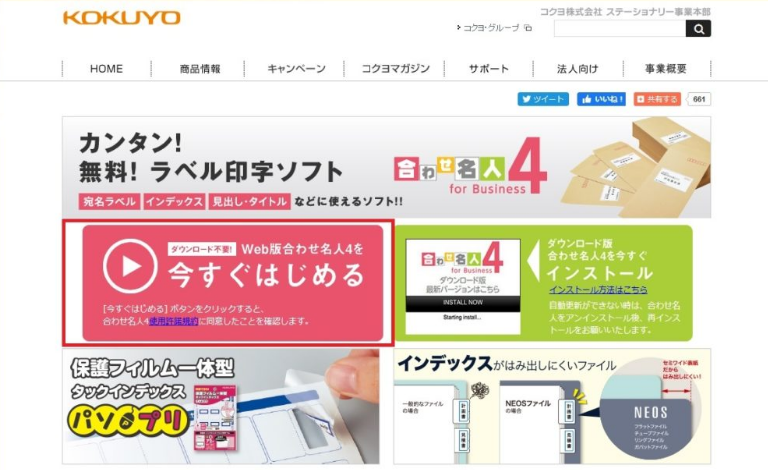 KOKUYO
コクヨ株式会社 ステーショナリー事業本部
コクヨ・グループ
HOME
商品情報
キャンペーン
コクヨマガジン
サポート
法人向け
事業概要
ツイート
いいね!
共有する
661
カンタン!
無料! ラベル印字ソフト
宛名ラベル インデックス 見出し・タイトル などに使えるソフト!!
合わせ名人4
for Business
ダウンロード不要! Web版合わせ名人4を
今すぐはじめる
[今すぐはじめる] ボタンをクリックすると、
合わせ名人4使用許諾規約に同意したことを確認します。
合わせ名人4
for Business
ダウンロード版
最新バージョンはこちら
INSTALL NOW
Starting install...
ダウンロード版
合わせ名人4を今すぐ
インストール
インストール方法はこちら
自動更新ができない時は、合わせ名
人をアンインストール後、再インス
トールをお願いいたします。
保護フィルム一体型
タックインデックス
パソプリ
インデックスがはみ出しにくいファイル
一般的なファイル
の場合
NEOSファイル
の場合
計画書
見積書
計画書
見積書
セミワイド表紙
だから
はみ出しにくい!
NEOS
フラットファイル
チューブファイル
リングファイル
ガバットファイル